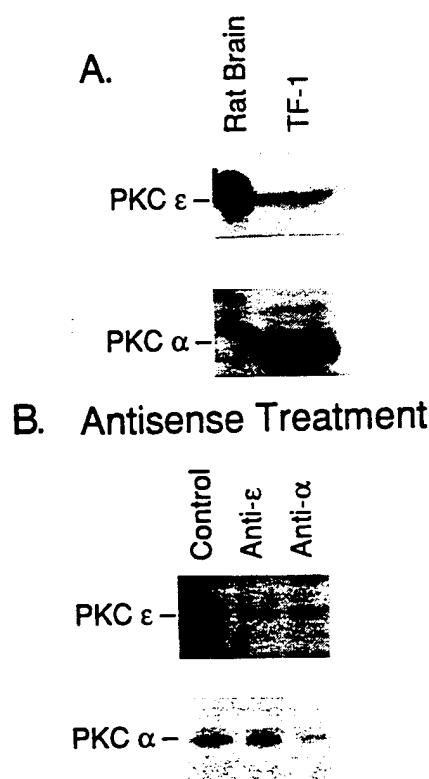 A.
Rat Brain
TF-1
PKC ε –
PKC α –
B. Antisense Treatment
Control
Anti-ε
Anti-α
PKC ε –
PKC α –